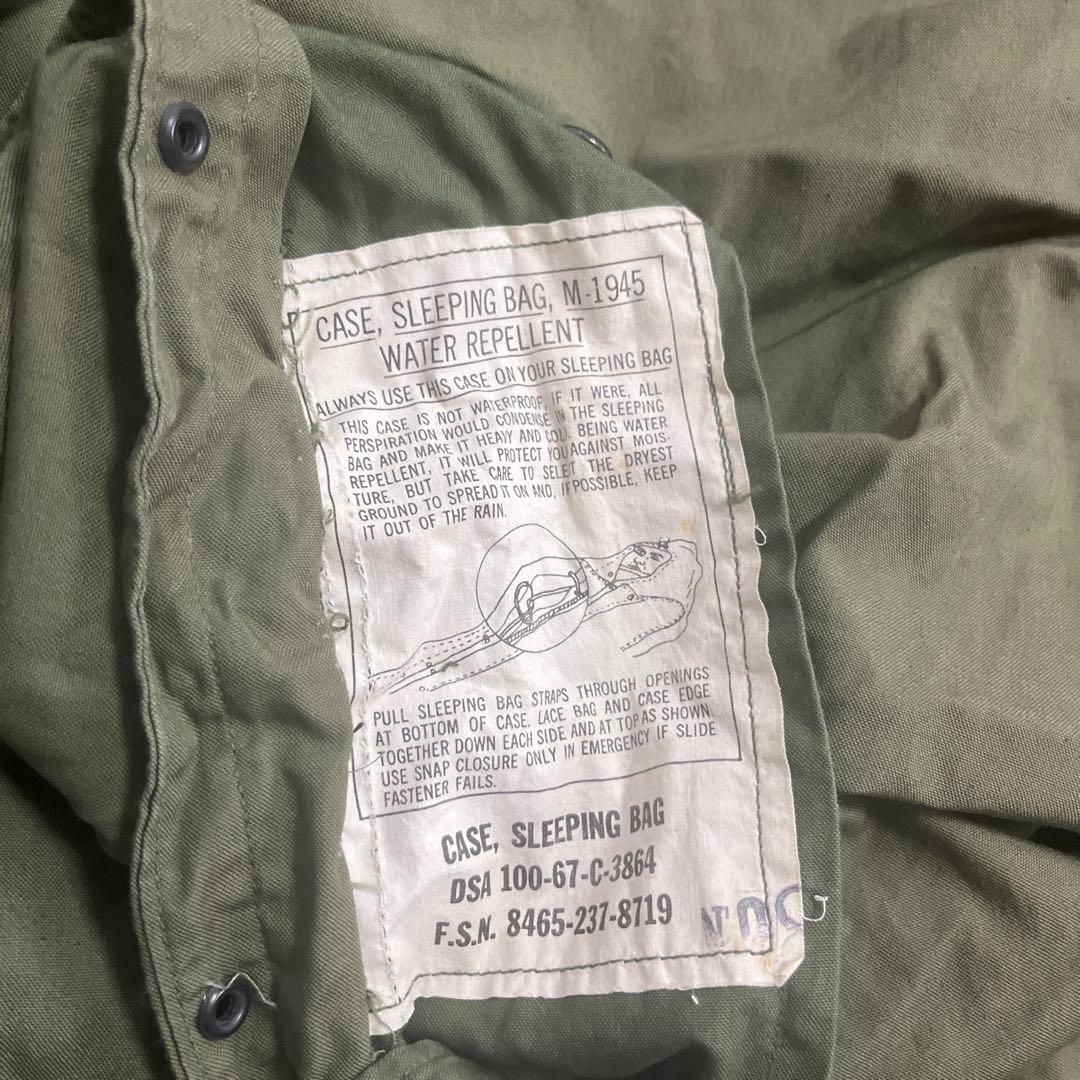 CASE, SLEEPING BAG, M-1945
WATER REPELLENT
ALWAYS USE THIS CASE ON YOUR SLEEPING BAG
THIS CASE IS NOT WATERPROOF, IF IT WERE, ALL
PERSPIRATION WOULD CONDENSE IN THE SLEEPING
BAG AND MAKE IT HEAVY AND COLD. BEING WATER
REPELLENT, IT WILL PROTECT YOU AGAINST MOIS-
TURE, BUT TAKE CARE TO SELECT THE DRYEST
GROUND TO SPREAD IT ON AND, IF POSSIBLE, KEEP
IT OUT OF THE RAIN.
PULL SLEEPING BAG STRAPS THROUGH OPENINGS
AT BOTTOM OF CASE. LACE BAG AND CASE EDGE
TOGETHER DOWN EACH SIDE AND AT TOP AS SHOWN.
USE SNAP CLOSURE ONLY IN EMERGENCY IF SLIDE
FASTENER FAILS.
CASE, SLEEPING BAG
DSA 100-67-C-3864
F.S.N. 8465-237-8719